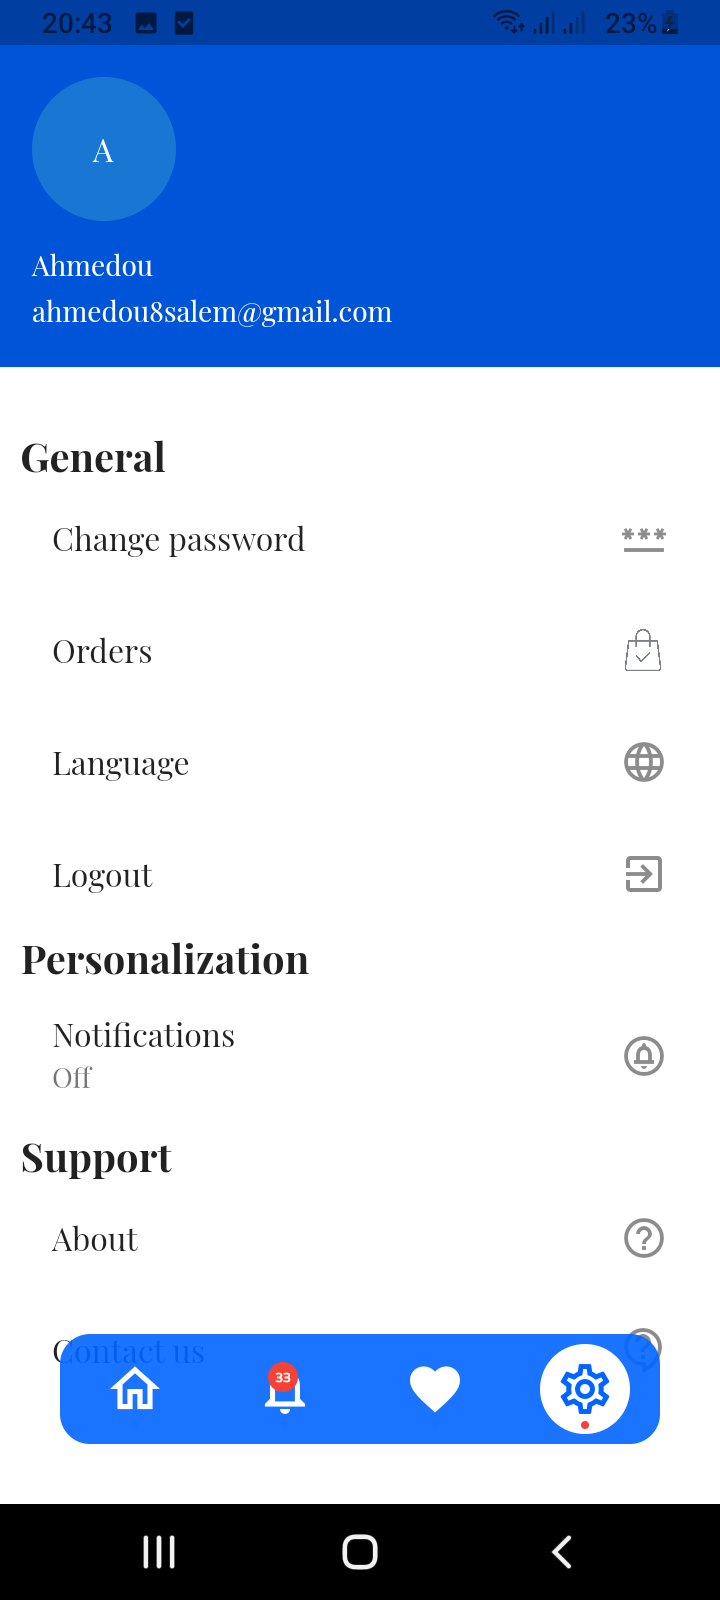 20:43 23%
A
Ahmedou
ahmedou8salem@gmail.com
General
Change password
Orders
Language
Logout
Personalization
Notifications
Off
Support
About
Contact us
33